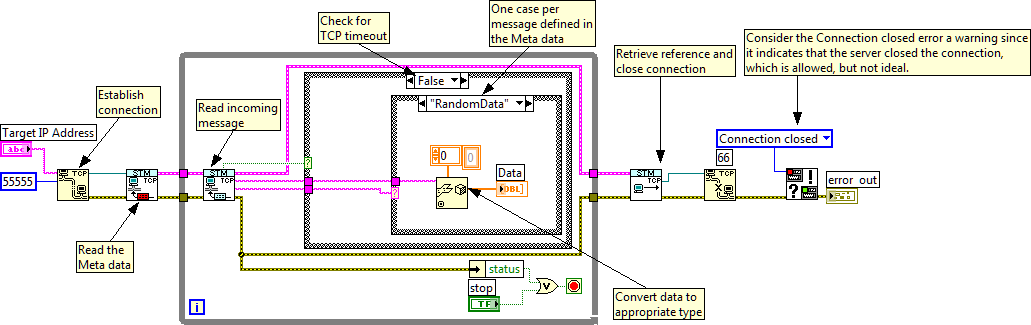 Check for
TCP timeout
One case per
message defined in
the Meta data
Retrieve reference and
close connection
Consider the Connection closed error a warning since
it indicates that the server closed the connection,
which is allowed, but not ideal.
False
Establish
connection
Read incoming
message
"RandomData"
Target IP Address
abc
Connection closed
0
0
66
55555
TCP
STM
TCP
STM
TCP
?
?
Data
DBL
STM
TCP
TCP
!
?
error out
Read the
Meta data
status
stop
TF
V
i
Convert data to
appropriate type